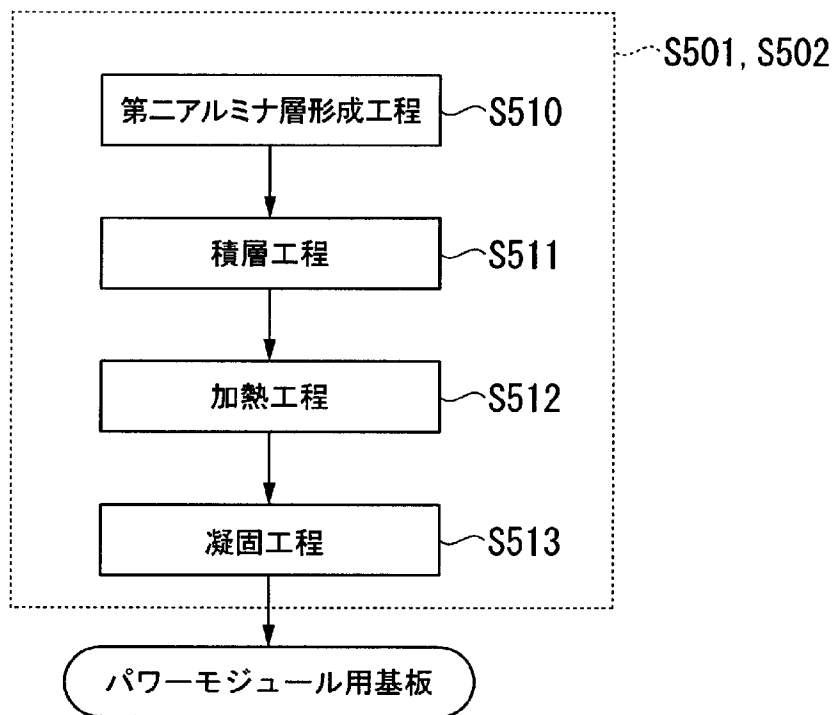 S501, S502
第二アルミナ層形成工程
S510
積層工程
S511
加熱工程
S512
凝固工程
S513
パワーモジュール用基板